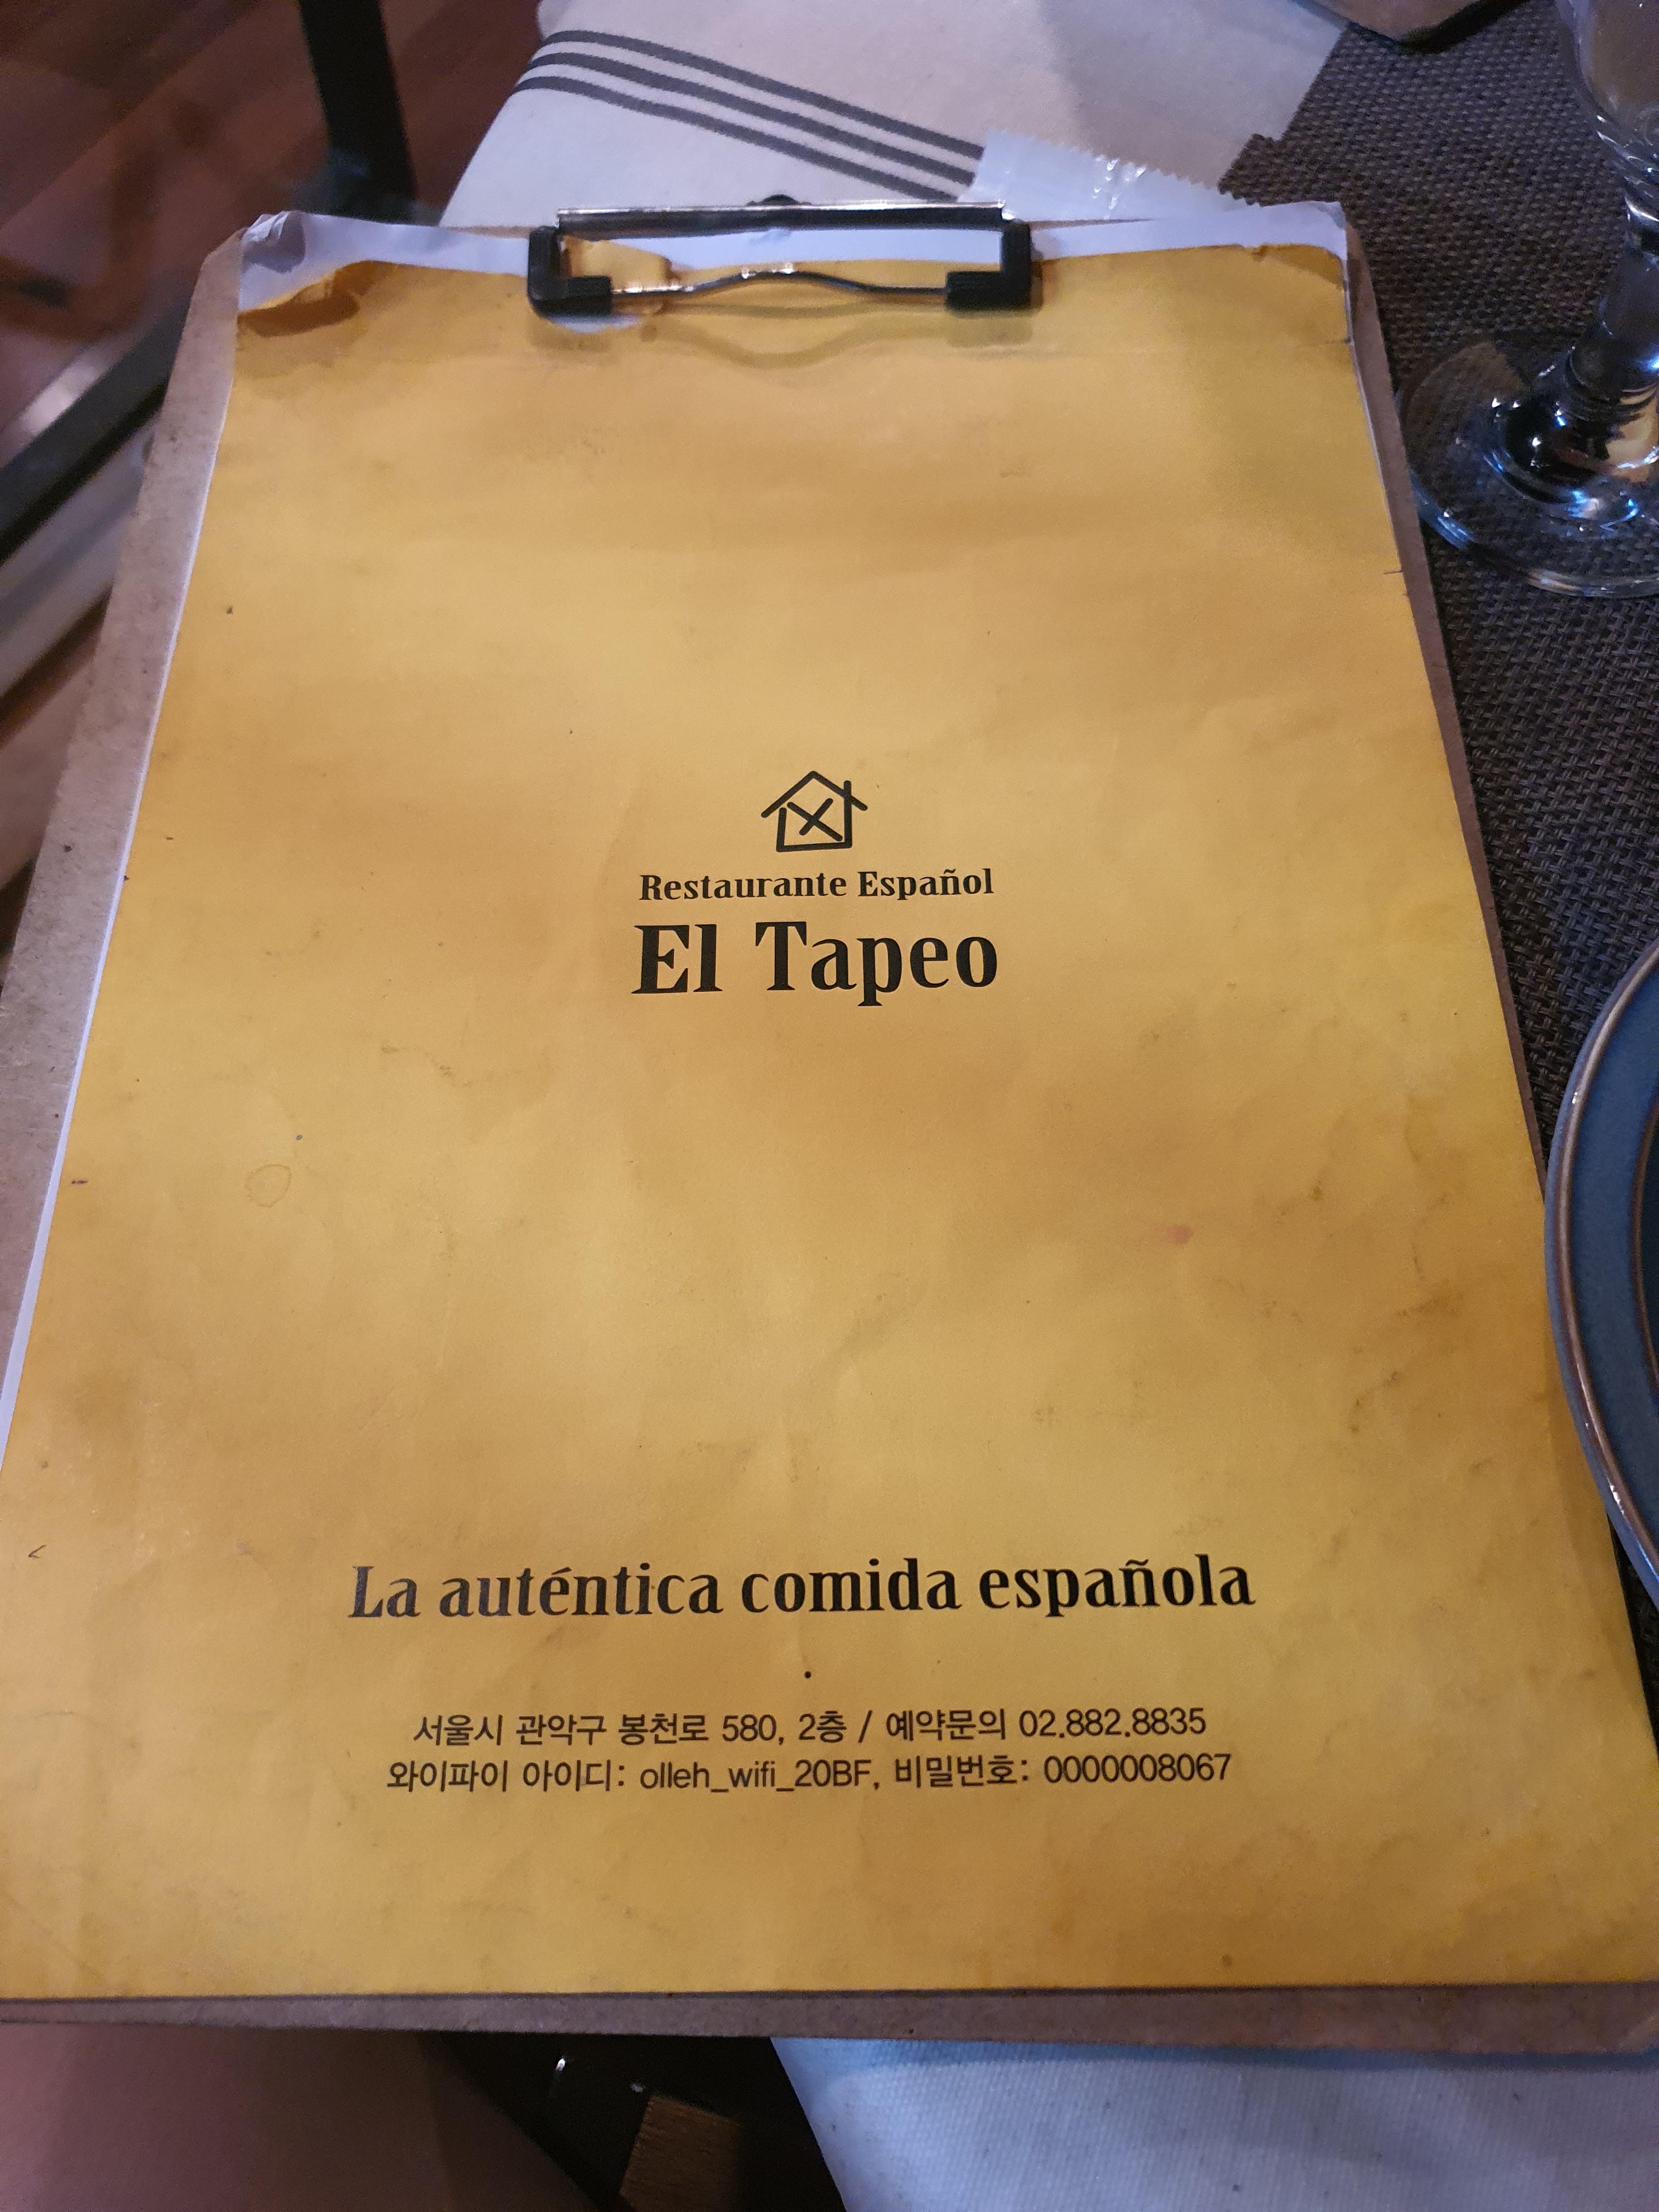 Restaurante Español
El Tapeo
La auténtica comida española
서울시 관악구 봉천로 580, 2층 / 예약문의 02.882.8835
와이파이 아이디: olleh_wifi_20BF, 비밀번호: 0000008067